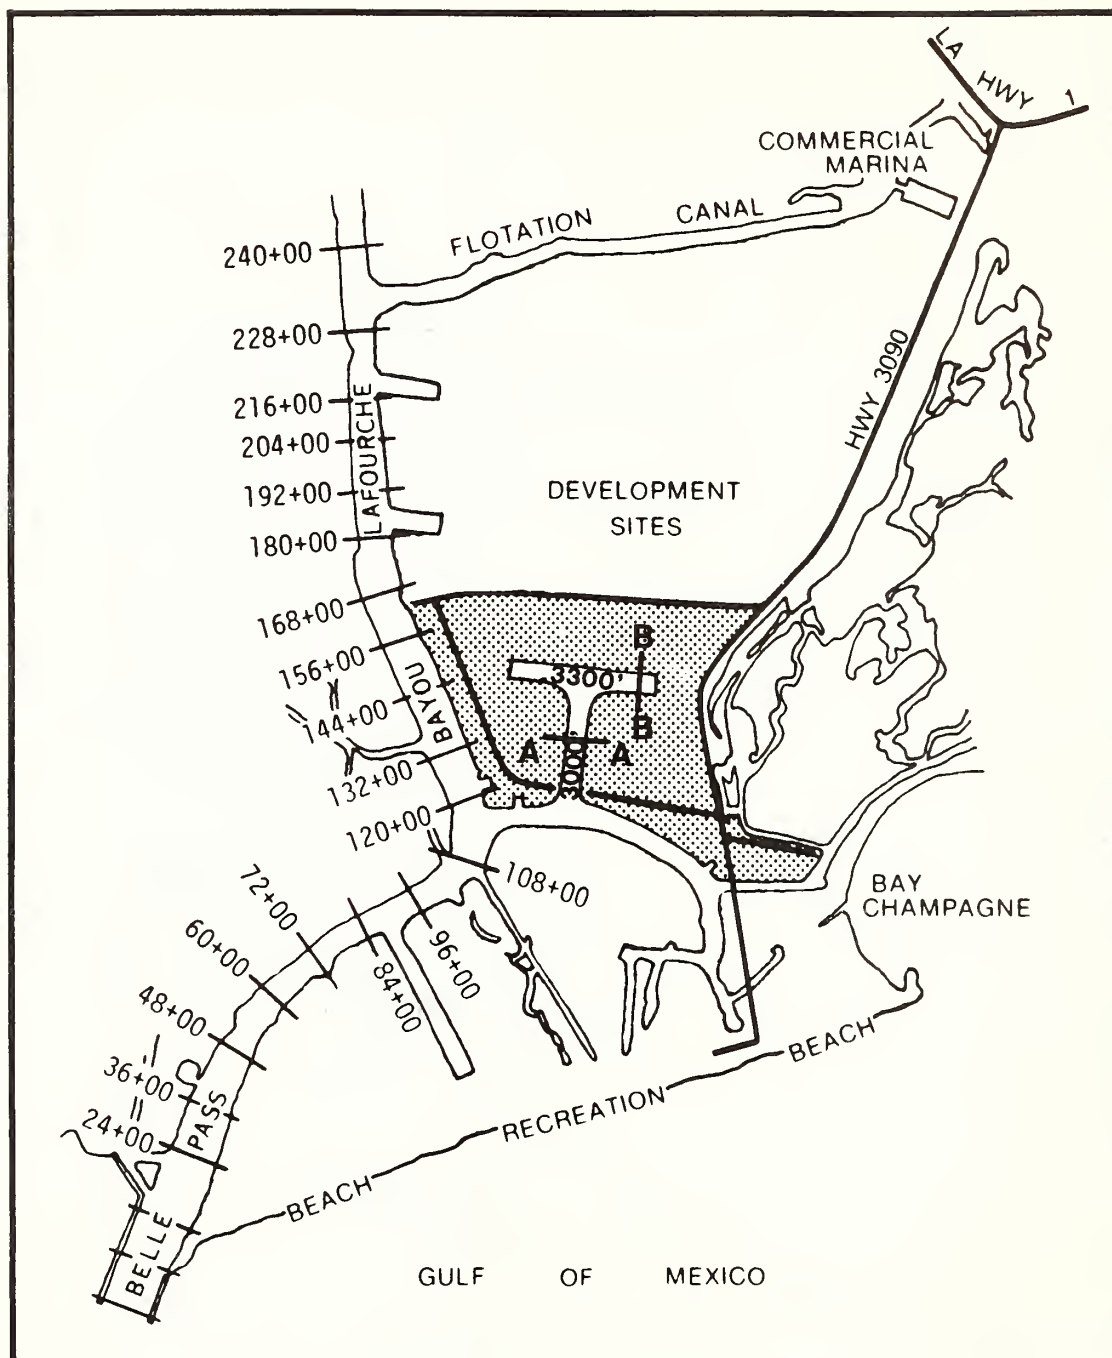 LA HWY 1
COMMERCIAL
MARINA
FLOTATION CANAL
240+00
228+00
216+00
204+00
192+00
180+00
168+00
156+00
144+00
132+00
120+00
108+00
96+00
84+00
72+00
60+00
48+00
36+00
24+00
LAFOURCHE
BAYOU
HWY 3090
DEVELOPMENT
SITES
B
3300'
B
A A
3000'
BAY
CHAMPAGNE
BELLE PASS
BEACH RECREATION BEACH
GULF OF MEXICO